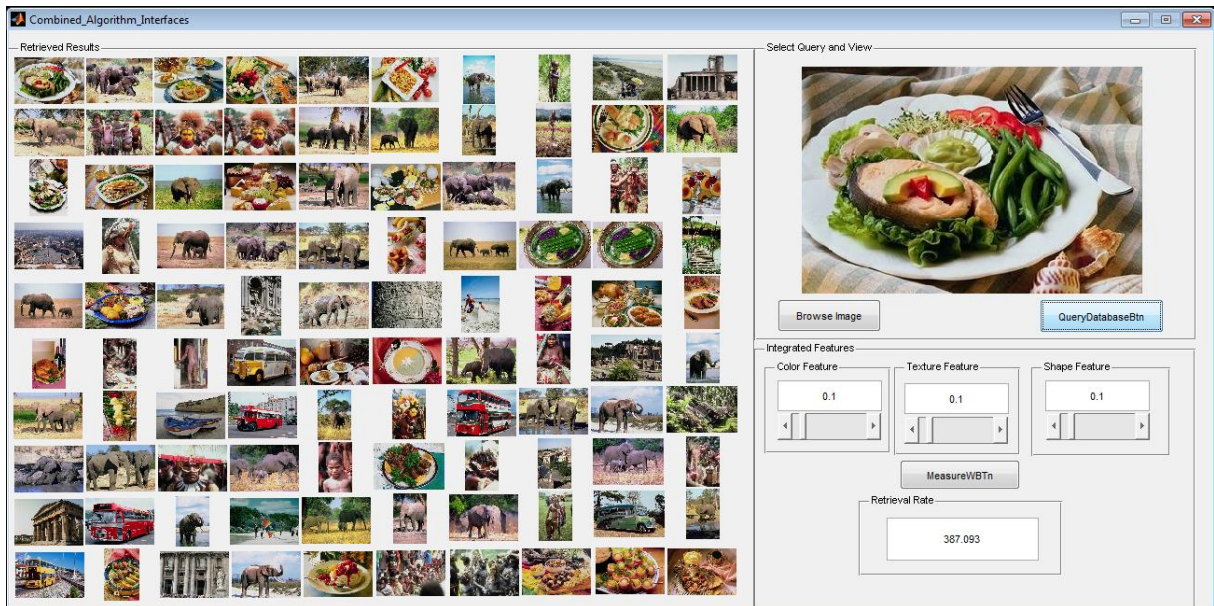 Combined_Algorithm_Interfaces
Retrieved Results
Select Query and View
Browse Image
QueryDatabaseBtn
Integrated Features
Color Feature
Texture Feature
Shape Feature
0.1
0.1
0.1
MeasureWBTn
Retrieval Rate
387.093